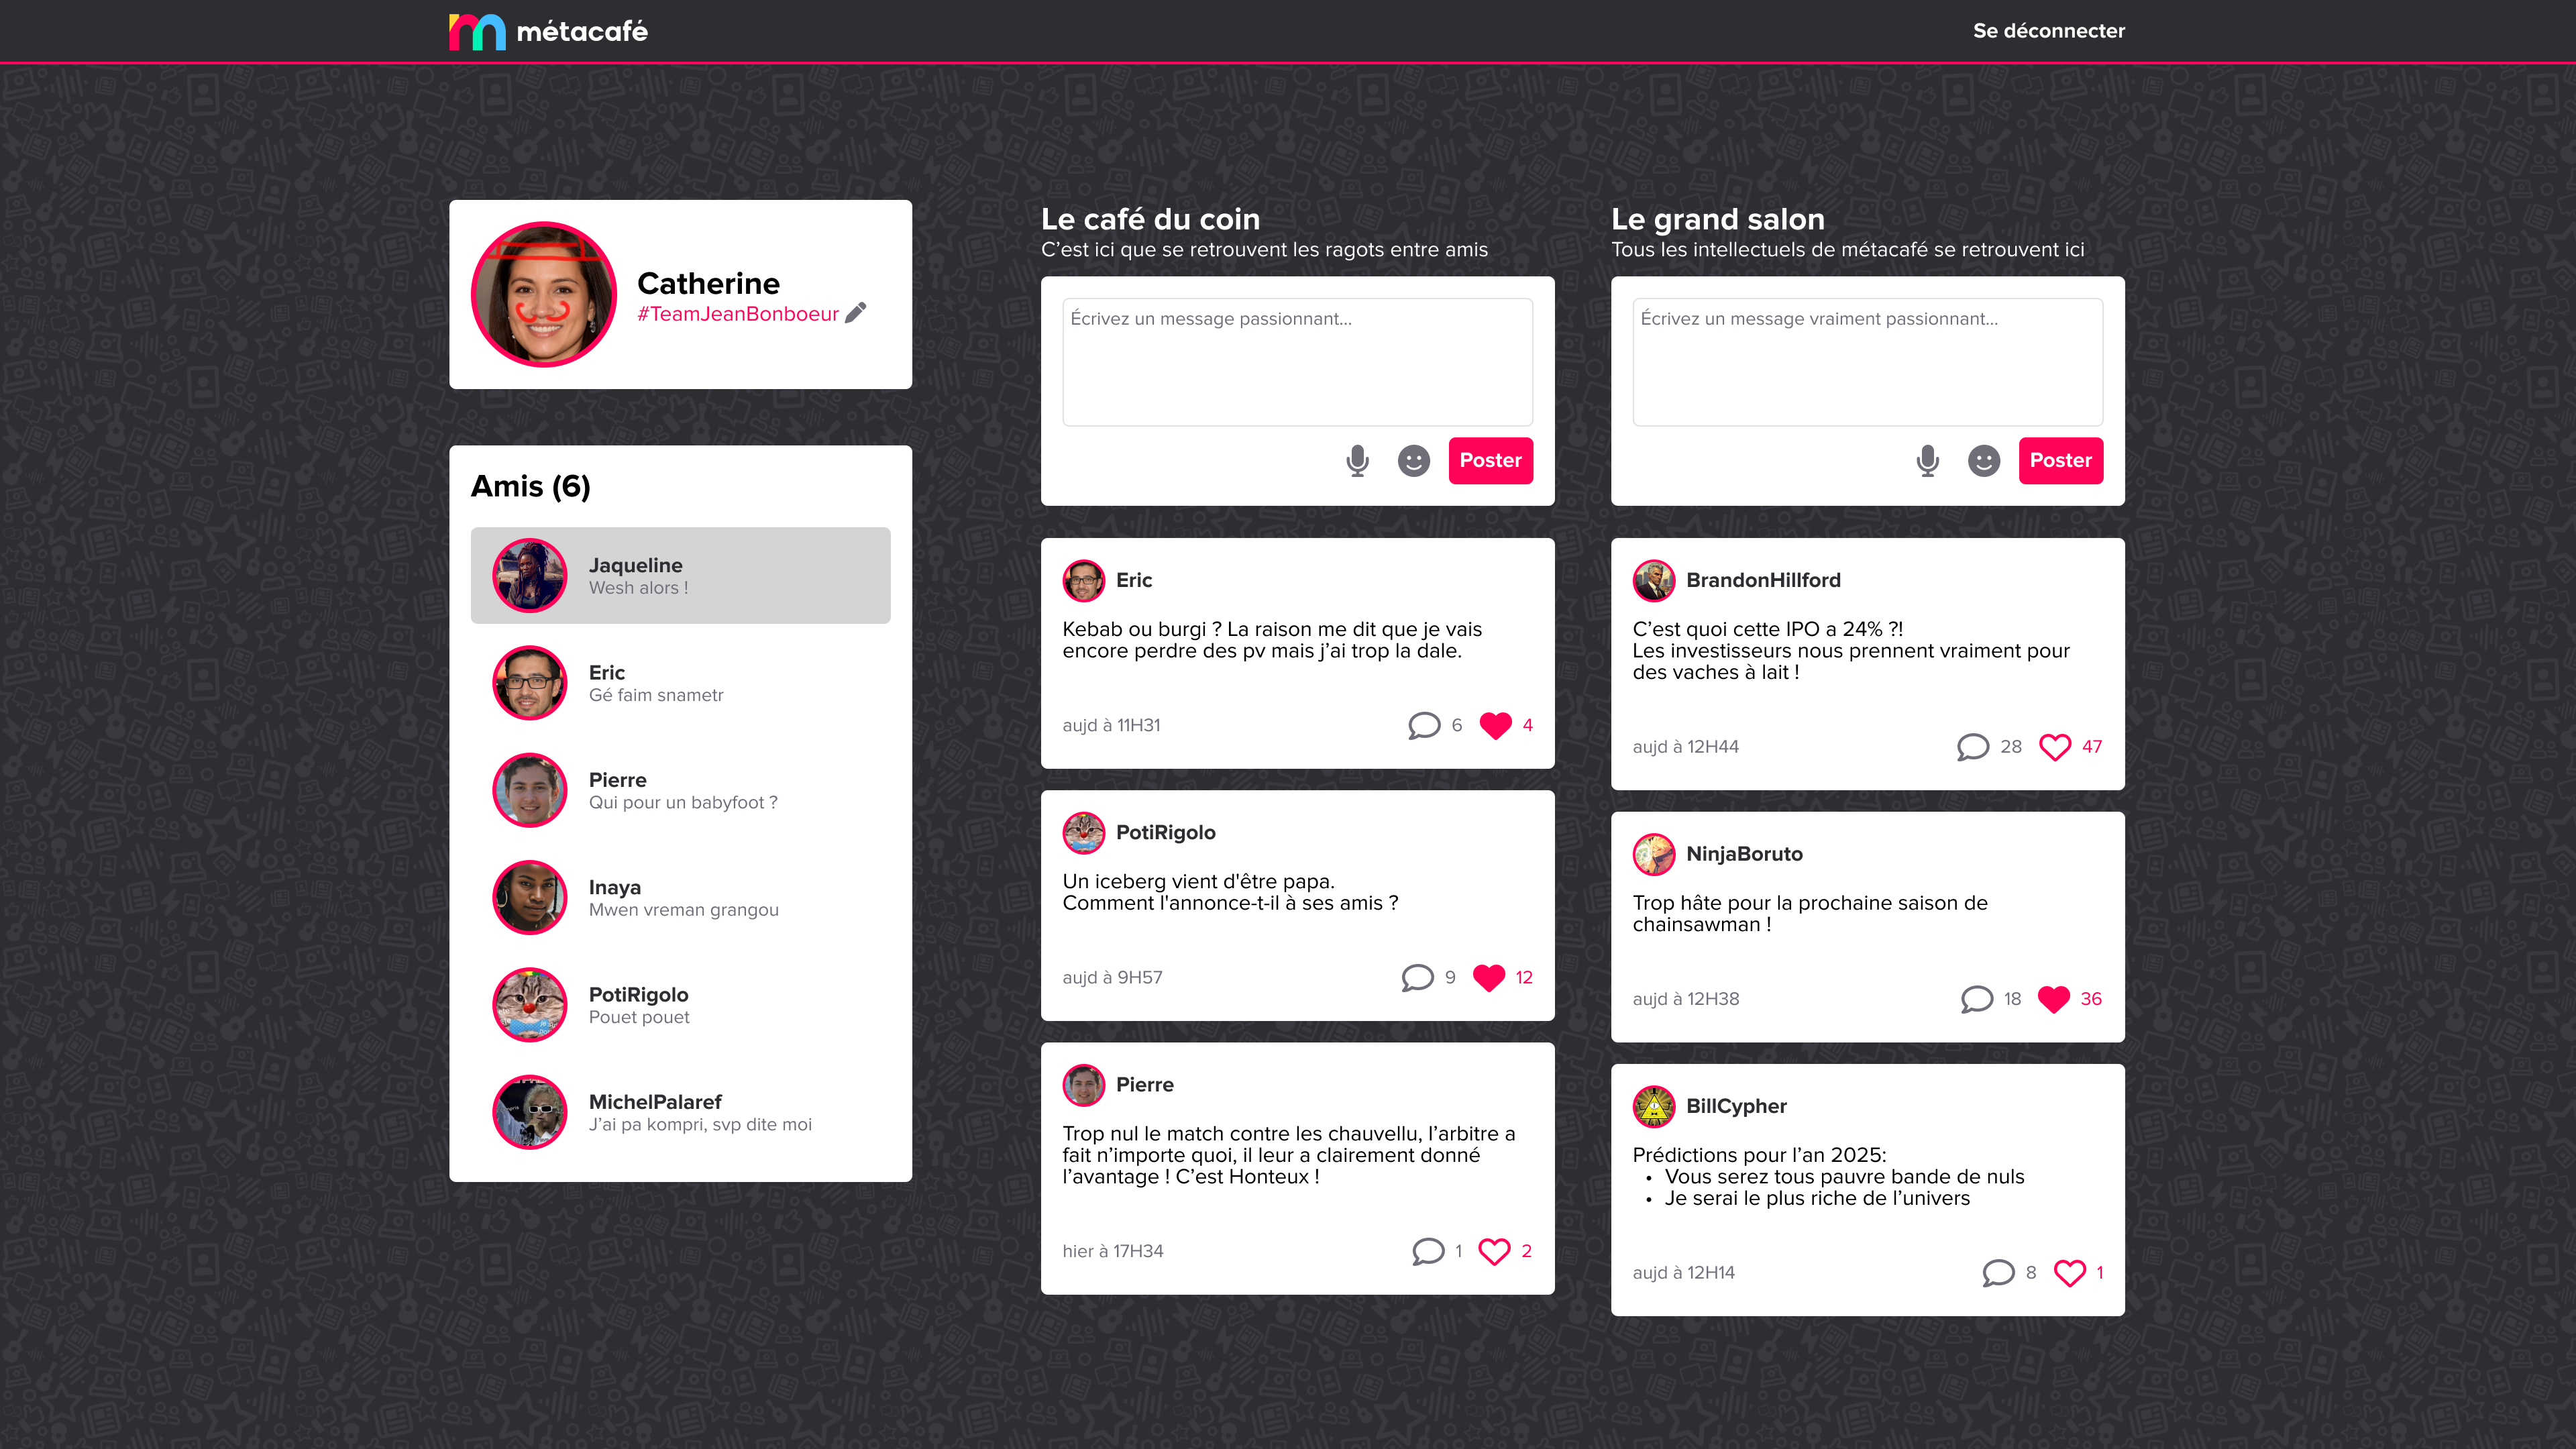 métacafé
Se déconnecter
Catherine
#TeamJeanBonboeur
Amis (6)
Jaqueline
Wesh alors !
Eric
Gé faim snametr
Pierre
Qui pour un babyfoot ?
Inaya
Mwen vreman grangou
PotiRigolo
Pouet pouet
MichelPalaref
J’ai pa kompri, svp dite moi
Le café du coin
C’est ici que se retrouvent les ragots entre amis
Écrivez un message passionnant...
Poster
Eric
Kebab ou burgi ? La raison me dit que je vais
encore perdre des pv mais j’ai trop la dale.
aujd à 11H31 6 4
PotiRigolo
Un iceberg vient d'être papa.
Comment l'annonce-t-il à ses amis ?
aujd à 9H57 9 12
Pierre
Trop nul le match contre les chauvellu, l’arbitre a
fait n’importe quoi, il leur a clairement donné
l’avantage ! C’est Honteux !
hier à 17H34 1 2
Le grand salon
Tous les intellectuels de métacafé se retrouvent ici
Écrivez un message vraiment passionnant...
Poster
BrandonHillford
C’est quoi cette IPO a 24% ?!
Les investisseurs nous prennent vraiment pour
des vaches à lait !
aujd à 12H44 28 47
NinjaBoruto
Trop hâte pour la prochaine saison de
chainsawman !
aujd à 12H38 18 36
BillCypher
Prédictions pour l’an 2025:
• Vous serez tous pauvre bande de nuls
• Je serai le plus riche de l’univers
aujd à 12H14 8 1